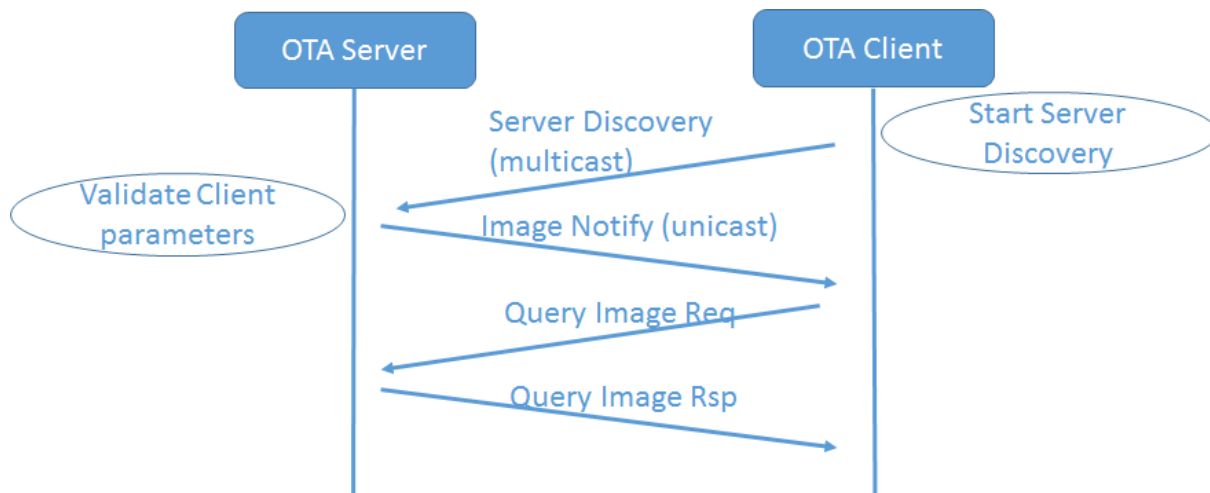 OTA Server
OTA Client
Start Server
Discovery
Server Discovery
(multicast)
Validate Client
parameters
Image Notify (unicast)
Query Image Req
Query Image Rsp